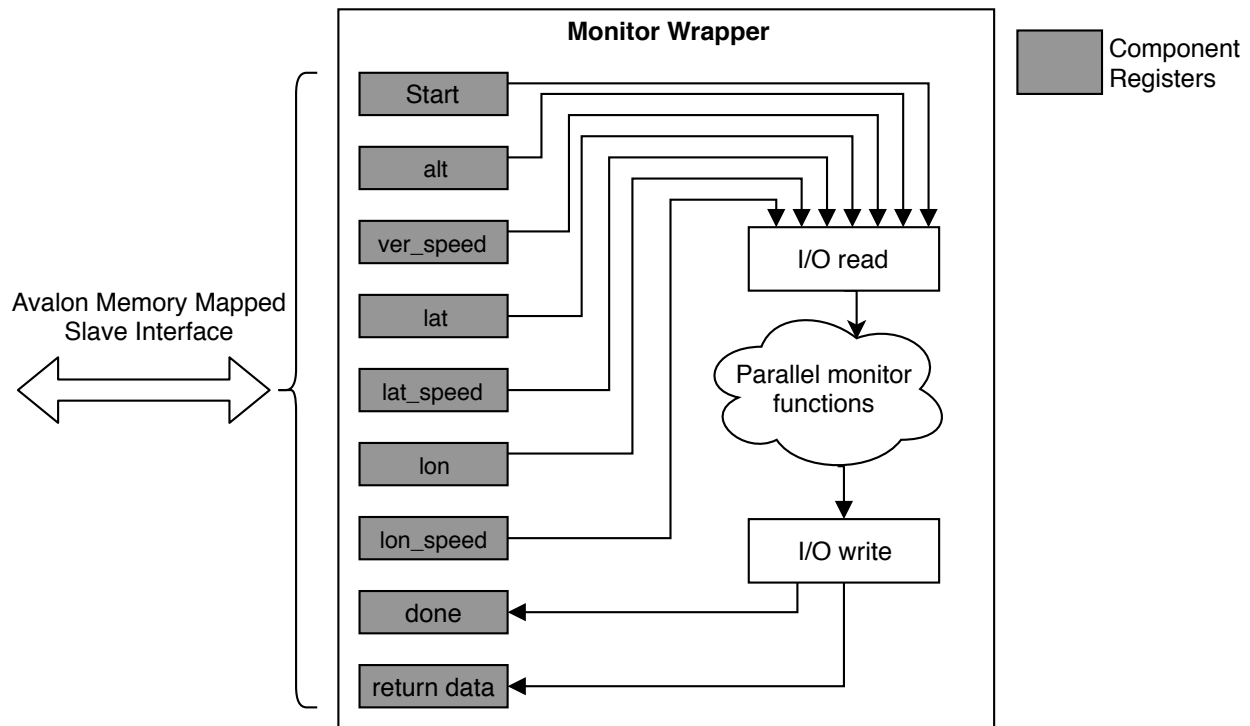 Monitor Wrapper
Component
Registers
Start
alt
ver_speed
I/O read
Avalon Memory Mapped
Slave Interface
lat
Parallel monitor
functions
lat_speed
lon
lon_speed
I/O write
done
return data